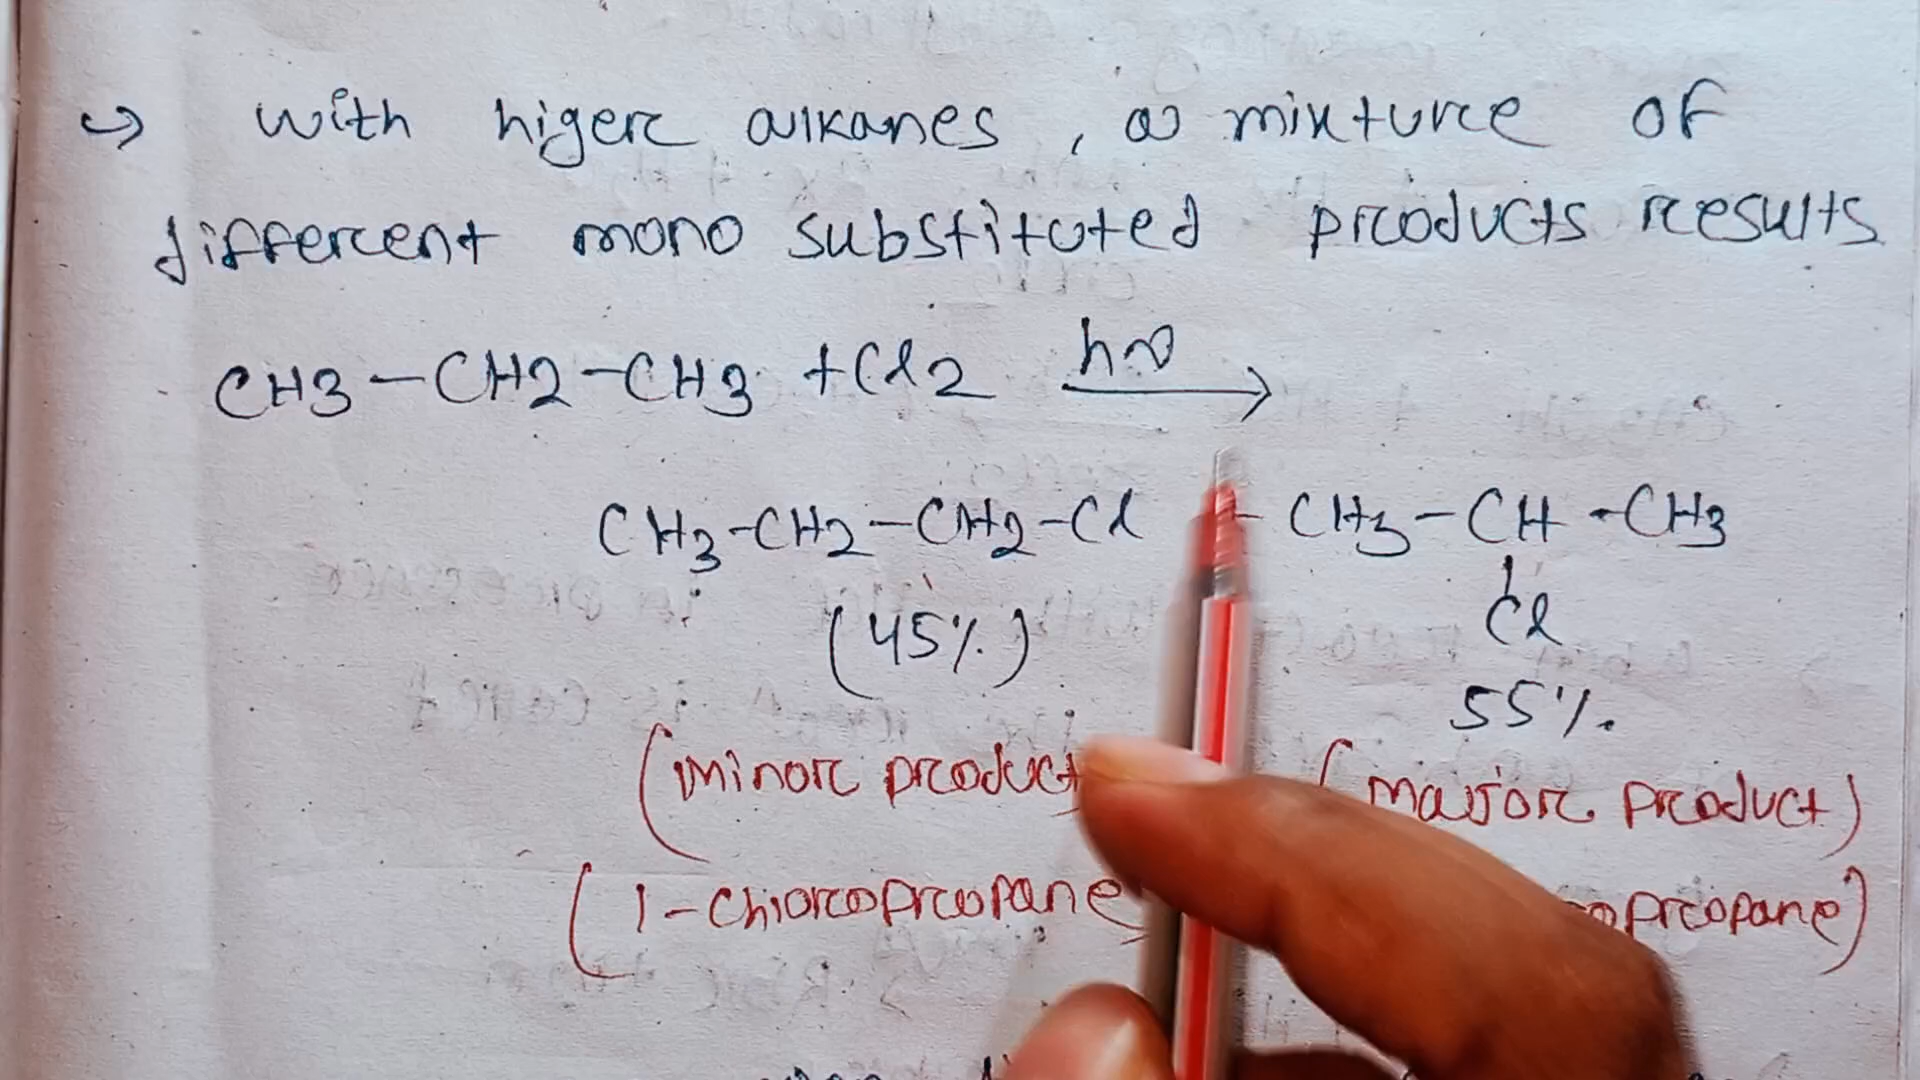 → with higer alkanes, a mixture of
different mono substituted products results
CH3-CH2-CH3 + Cl2 hν →
CH3-CH2-CH2-Cl + CH3-CH-CH3
Cl
(45%)
55%.
(minor product (major product)
(1-chloropropane propane)